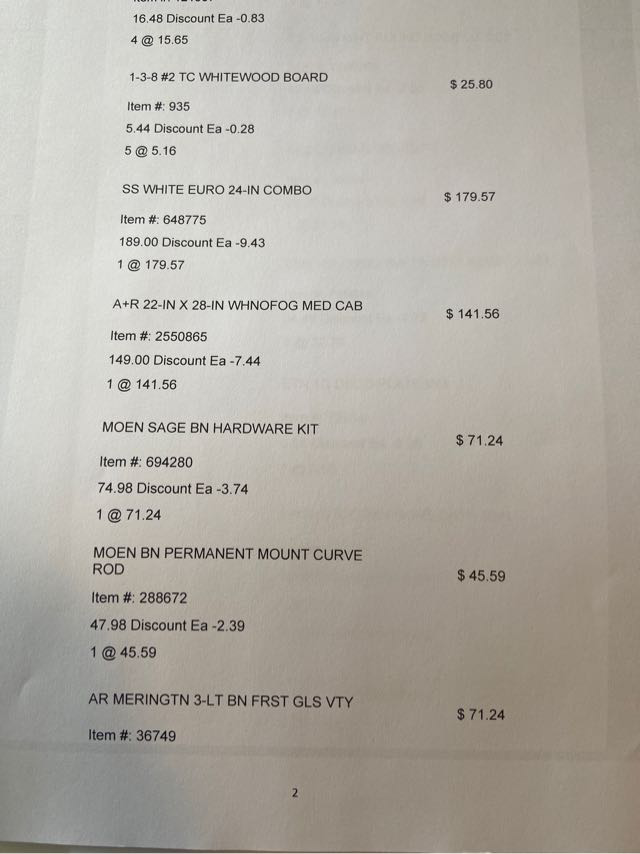 16.48 Discount Ea -0.83
4 @ 15.65
1-3-8 #2 TC WHITEWOOD BOARD
$ 25.80
Item #: 935
5.44 Discount Ea -0.28
5 @ 5.16
SS WHITE EURO 24-IN COMBO
$ 179.57
Item #: 648775
189.00 Discount Ea -9.43
1 @ 179.57
A+R 22-IN X 28-IN WHNOFOG MED CAB
$ 141.56
Item #: 2550865
149.00 Discount Ea -7.44
1 @ 141.56
MOEN SAGE BN HARDWARE KIT
$ 71.24
Item #: 694280
74.98 Discount Ea -3.74
1 @ 71.24
MOEN BN PERMANENT MOUNT CURVE
ROD
$ 45.59
Item #: 288672
47.98 Discount Ea -2.39
1 @ 45.59
AR MERINGTN 3-LT BN FRST GLS VTY
$ 71.24
Item #: 36749
2